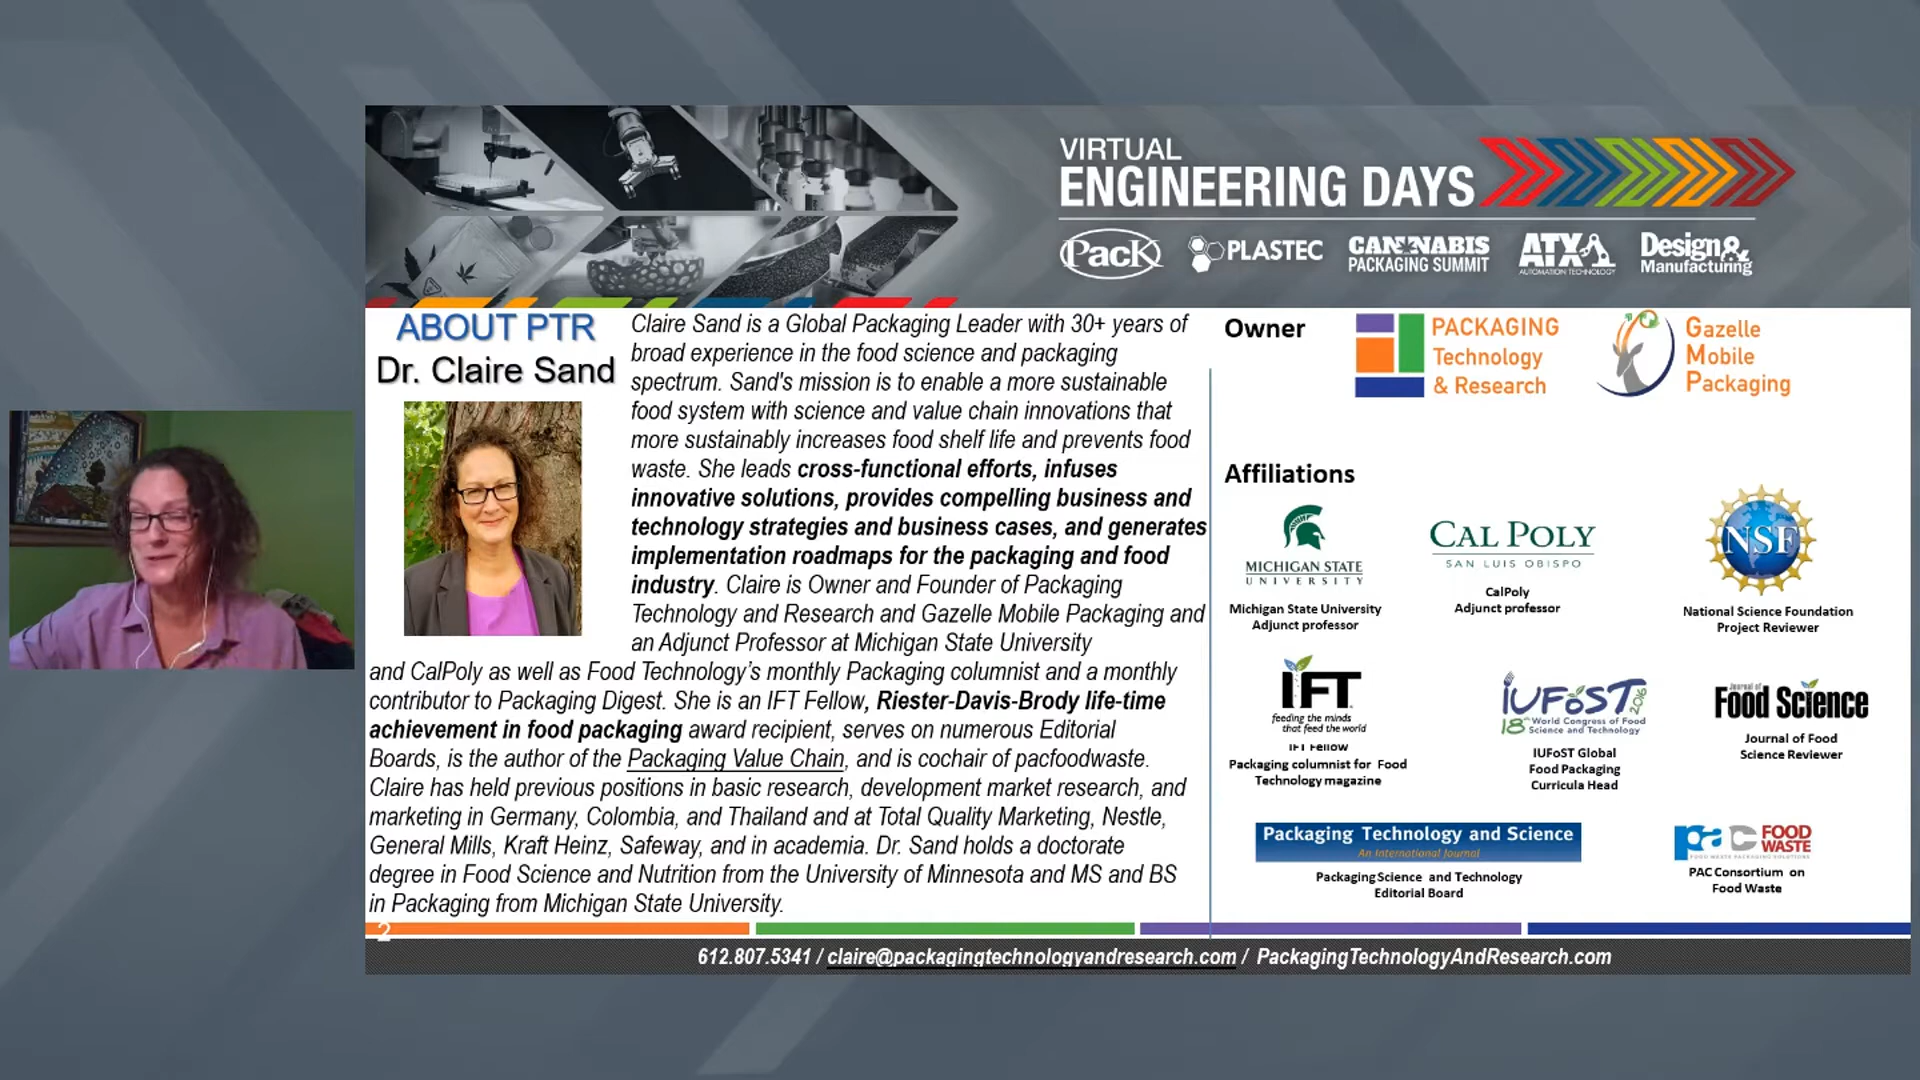 VIRTUAL
ENGINEERING DAYS
PACK
PLASTEC
CANNABIS
PACKAGING SUMMIT
ATX
AUTOMATION TECHNOLOGY
Design &
Manufacturing
ABOUT PTR
Dr. Claire Sand
Claire Sand is a Global Packaging Leader with 30+ years of
broad experience in the food science and packaging
spectrum. Sand's mission is to enable a more sustainable
food system with science and value chain innovations that
more sustainably increases food shelf life and prevents food
waste. She leads cross-functional efforts, infuses
innovative solutions, provides compelling business and
technology strategies and business cases, and generates
implementation roadmaps for the packaging and food
industry. Claire is Owner and Founder of Packaging
Technology and Research and Gazelle Mobile Packaging and
an Adjunct Professor at Michigan State University
and CalPoly as well as Food Technology's monthly Packaging columnist and a monthly
contributor to Packaging Digest. She is an IFT Fellow, Riester-Davis-Brody life-time
achievement in food packaging award recipient, serves on numerous Editorial
Boards, is the author of the Packaging Value Chain, and is cochair of pacfoodwaste.
Claire has held previous positions in basic research, development market research, and
marketing in Germany, Colombia, and Thailand and at Total Quality Marketing, Nestle,
General Mills, Kraft Heinz, Safeway, and in academia. Dr. Sand holds a doctorate
degree in Food Science and Nutrition from the University of Minnesota and MS and BS
in Packaging from Michigan State University.
Owner
PACKAGING
Technology
& Research
Gazelle
Mobile
Packaging
Affiliations
MICHIGAN STATE
UNIVERSITY
Michigan State University
Adjunct professor
CAL POLY
SAN LUIS OBISPO
CalPoly
Adjunct professor
NSF
National Science Foundation
Project Reviewer
IFT
feeding the minds
that feed the world
IFT Fellow
Packaging columnist for Food
Technology magazine
IUFoST 2016
18th World Congress of Food
Science and Technology
IUFoST Global
Food Packaging
Curricula Head
Journal of
Food Science
Journal of Food
Science Reviewer
Packaging Technology and Science
An International Journal
Packaging Science and Technology
Editorial Board
pac FOOD
WASTE
FOOD WASTE PACKAGING SOLUTIONS
PAC Consortium on
Food Waste
2
612.807.5341 / claire@packagingtechnologyandresearch.com / PackagingTechnologyAndResearch.com